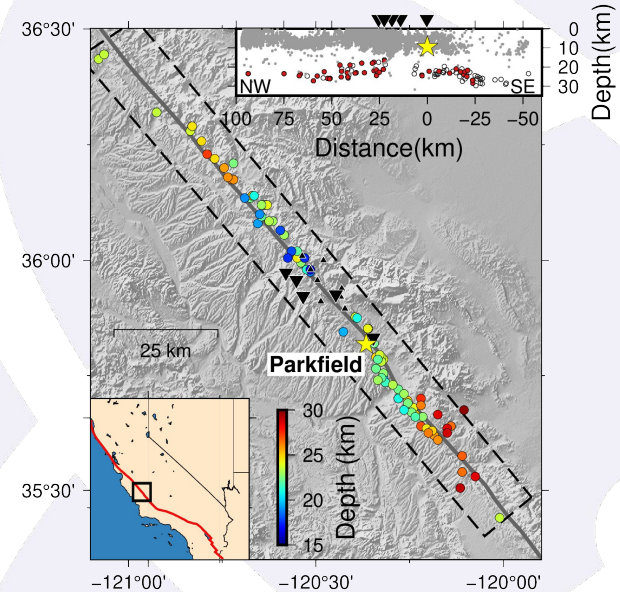 36°30'
36°00'
35°30'
−121°00'
−120°30'
−120°00'
NW
SE
100 75 50 25 0 −25 −50
Distance(km)
0
10
20
30
Depth(km)
25 km
Parkfield
30
25
20
15
Depth (km)